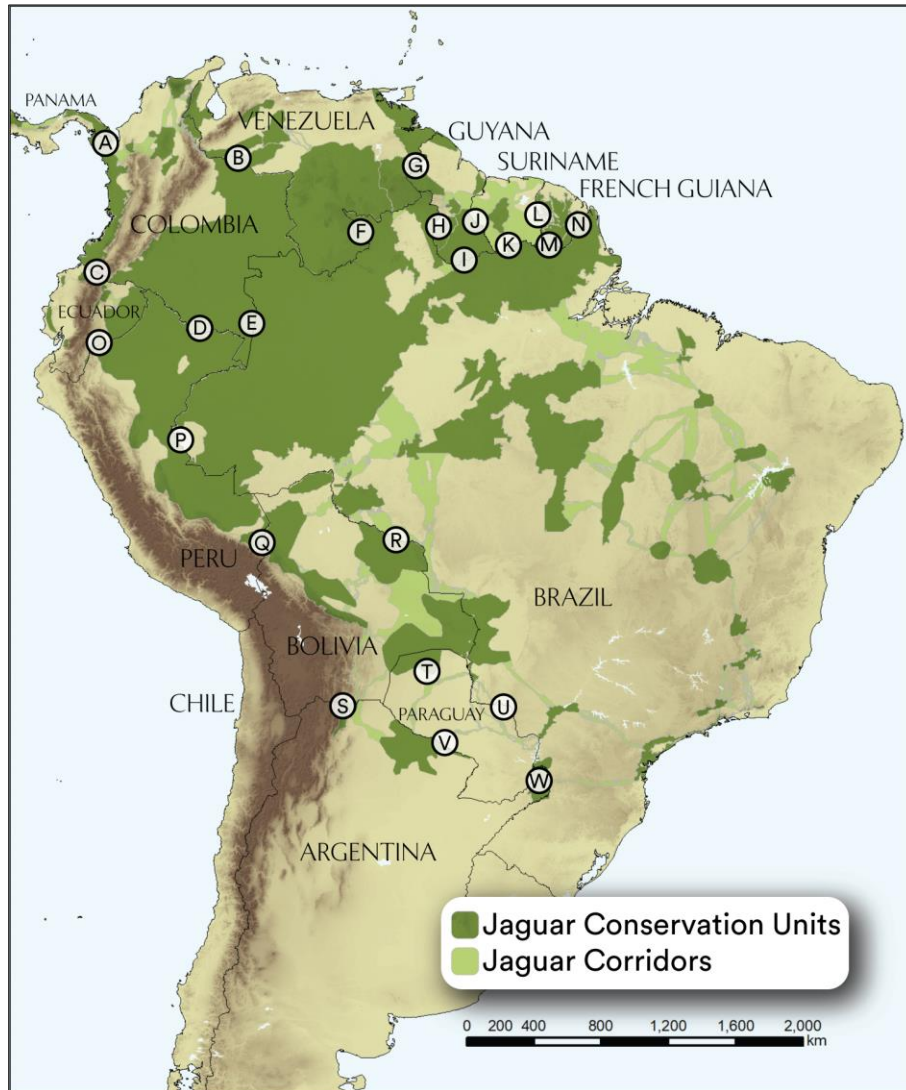 PANAMA
VENEZUELA
GUYANA
SURINAME
FRENCH GUIANA
A
B
G
COLOMBIA
F
H
J
L
N
K
M
I
C
ECUADOR
D
E
O
P
PERU
Q
R
BRAZIL
BOLIVIA
T
CHILE
S
PARAGUAY
U
V
W
ARGENTINA
Jaguar Conservation Units
Jaguar Corridors
0 200 400 800 1,200 1,600 2,000
km